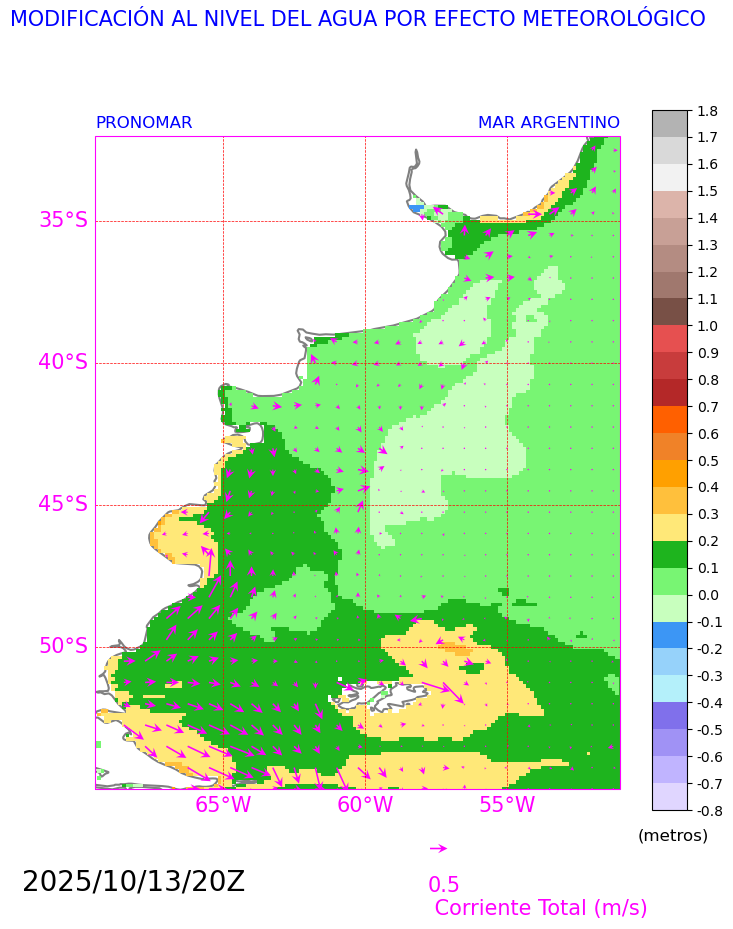 MODIFICACIÓN AL NIVEL DEL AGUA POR EFECTO METEOROLÓGICO
PRONOMAR
MAR ARGENTINO
35°S
40°S
45°S
50°S
65°W
60°W
55°W
1.8
1.7
1.6
1.5
1.4
1.3
1.2
1.1
1.0
0.9
0.8
0.7
0.6
0.5
0.4
0.3
0.2
0.1
0.0
-0.1
-0.2
-0.3
-0.4
-0.5
-0.6
-0.7
-0.8
(metros)
2025/10/13/20Z
0.5
Corriente Total (m/s)